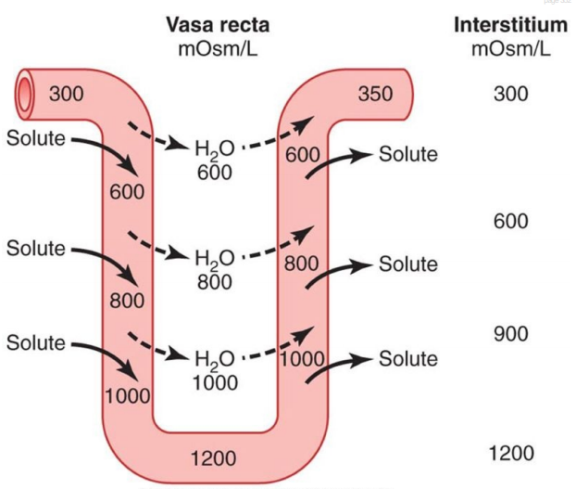 Vasa recta
mOsm/L
Interstitium
mOsm/L
300
350
300
Solute
H₂O
600
600
Solute
600
600
Solute
H₂O
800
800
Solute
800
900
Solute
H₂O
1000
1000
Solute
1000
1200
1200